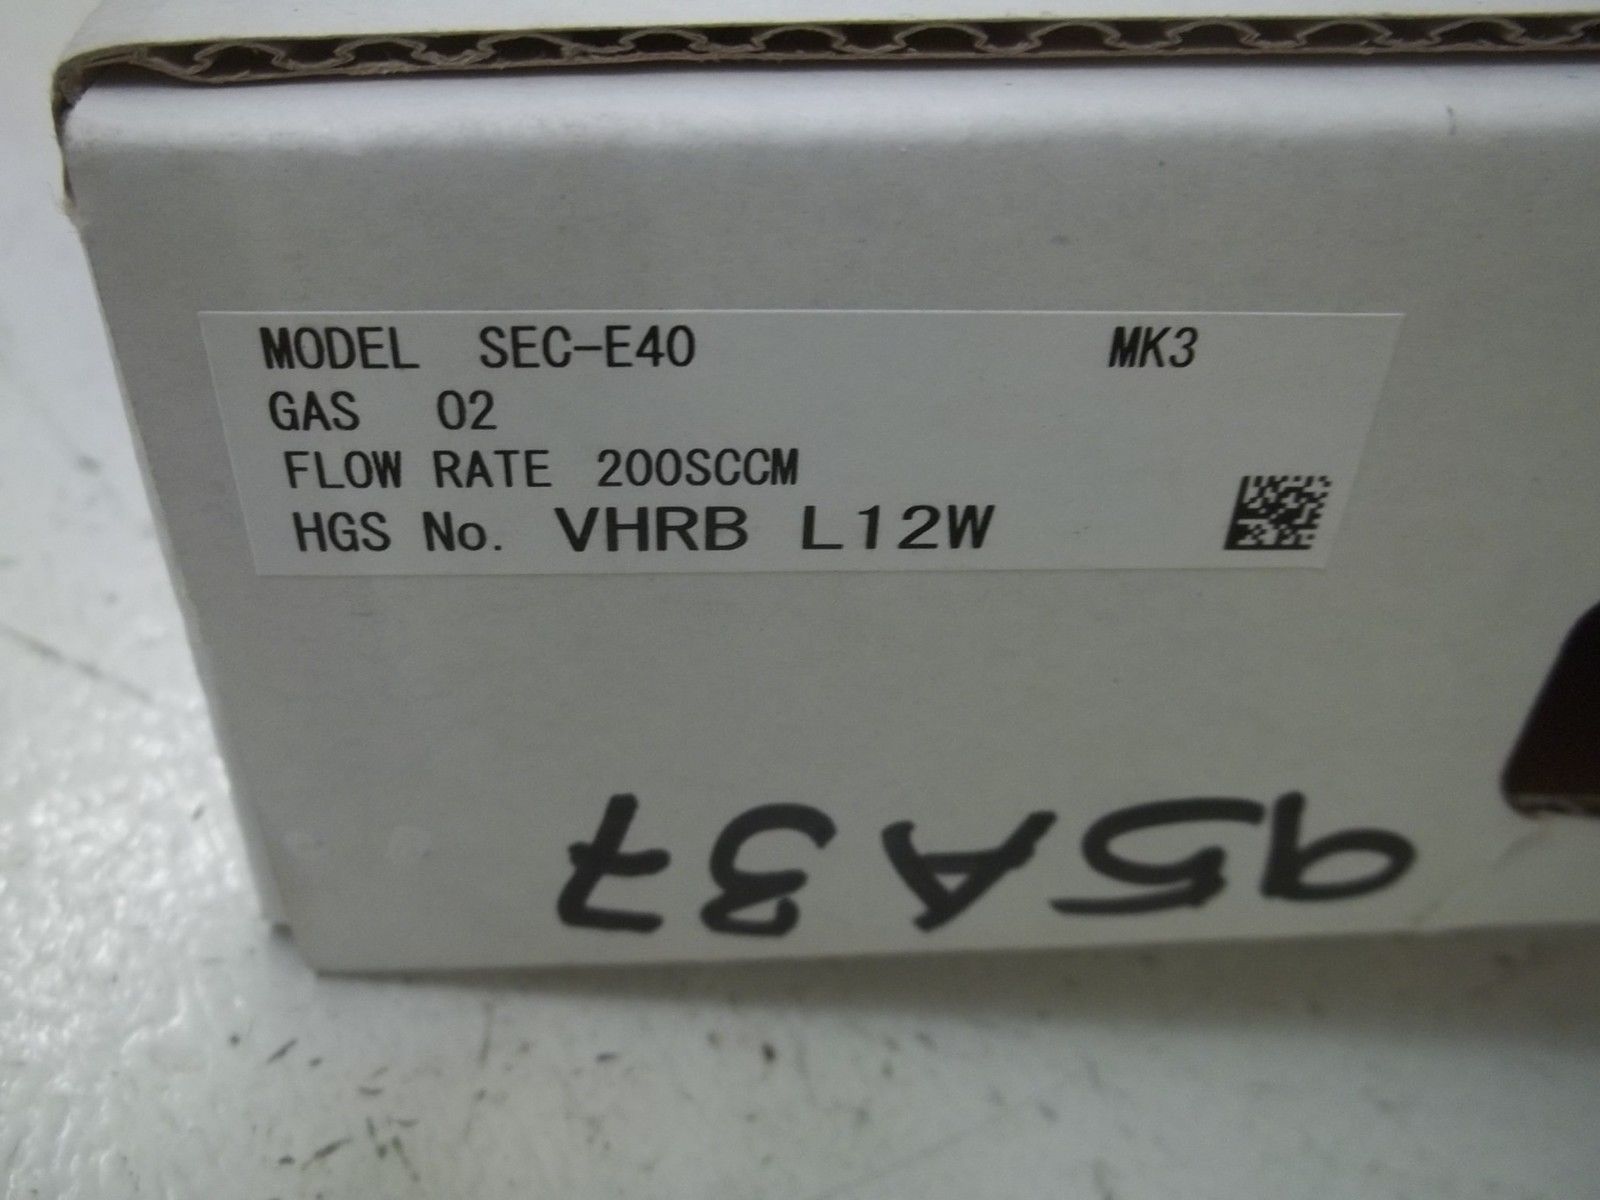 MODEL SEC-E40 MK3
GAS O2
FLOW RATE 200SCCM
HGS No. VHRB L12W
95A37